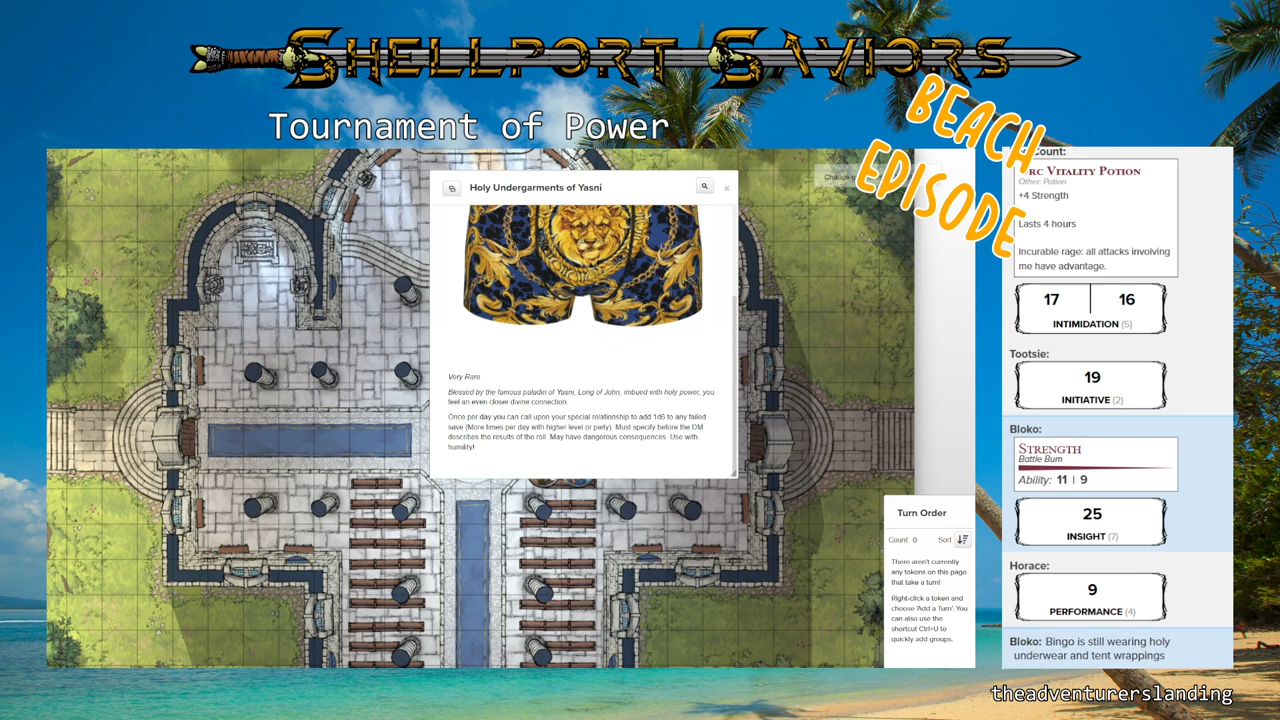 Shellport Saviors
BEACH
EPISODE
Tournament of Power
Holy Undergarments of Yasni
Very Rare
Blessed by the famous paladin of Yasni, Long of John, imbued with holy power, you
feel an even closer divine connection.
Once per day you can call upon your special relationship to add 1d6 to any failed
save (More times per day with higher level or piety). Must specify before the DM
describes the results of the roll. May have dangerous consequences. Use with
humility!
Turn Order
Count: 0 Sort
There aren't currently
any tokens on this page
that take a turn!
Right-click a token and
choose 'Add a Turn'. You
can also use the
shortcut Ctrl+U to
quickly add groups.
Count:
rc Vitality Potion
Other: Potion
+4 Strength
Lasts 4 hours
Incurable rage: all attacks involving
me have advantage.
17 | 16
INTIMIDATION (5)
Tootsie:
19
INITIATIVE (2)
Bloko:
Strength
Battle Bum
Ability: 11 | 9
25
INSIGHT (7)
Horace:
9
PERFORMANCE (4)
Bloko: Bingo is still wearing holy
underwear and tent wrappings
theadventurerslanding